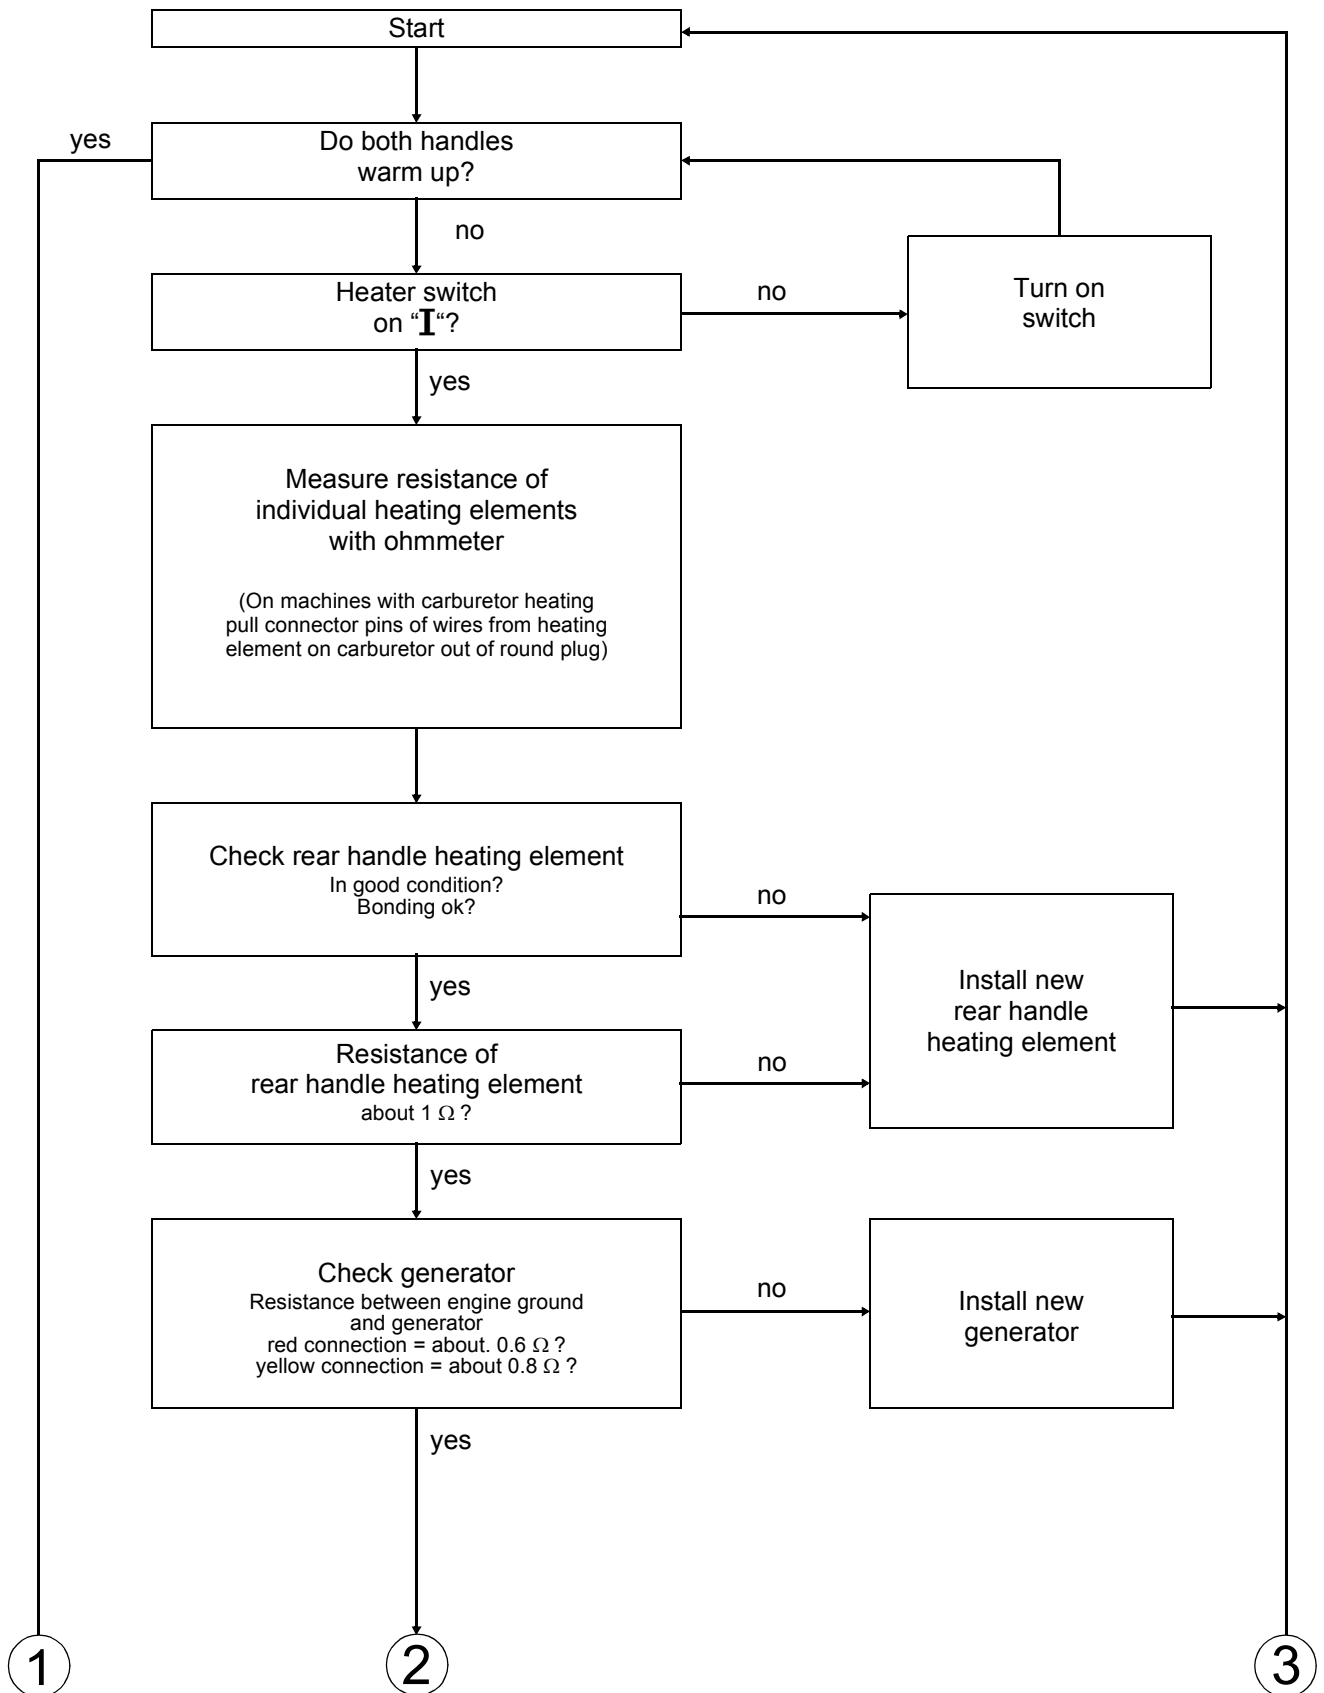 Start
yes
Do both handles
warm up?
no
Heater switch
on “I“?
no
Turn on
switch
yes
Measure resistance of
individual heating elements
with ohmmeter
(On machines with carburetor heating
pull connector pins of wires from heating
element on carburetor out of round plug)
Check rear handle heating element
In good condition?
Bonding ok?
no
Install new
rear handle
heating element
yes
Resistance of
rear handle heating element
about 1 Ω ?
no
yes
Check generator
Resistance between engine ground
and generator
red connection = about. 0.6 Ω ?
yellow connection = about 0.8 Ω ?
no
Install new
generator
yes
1
2
3